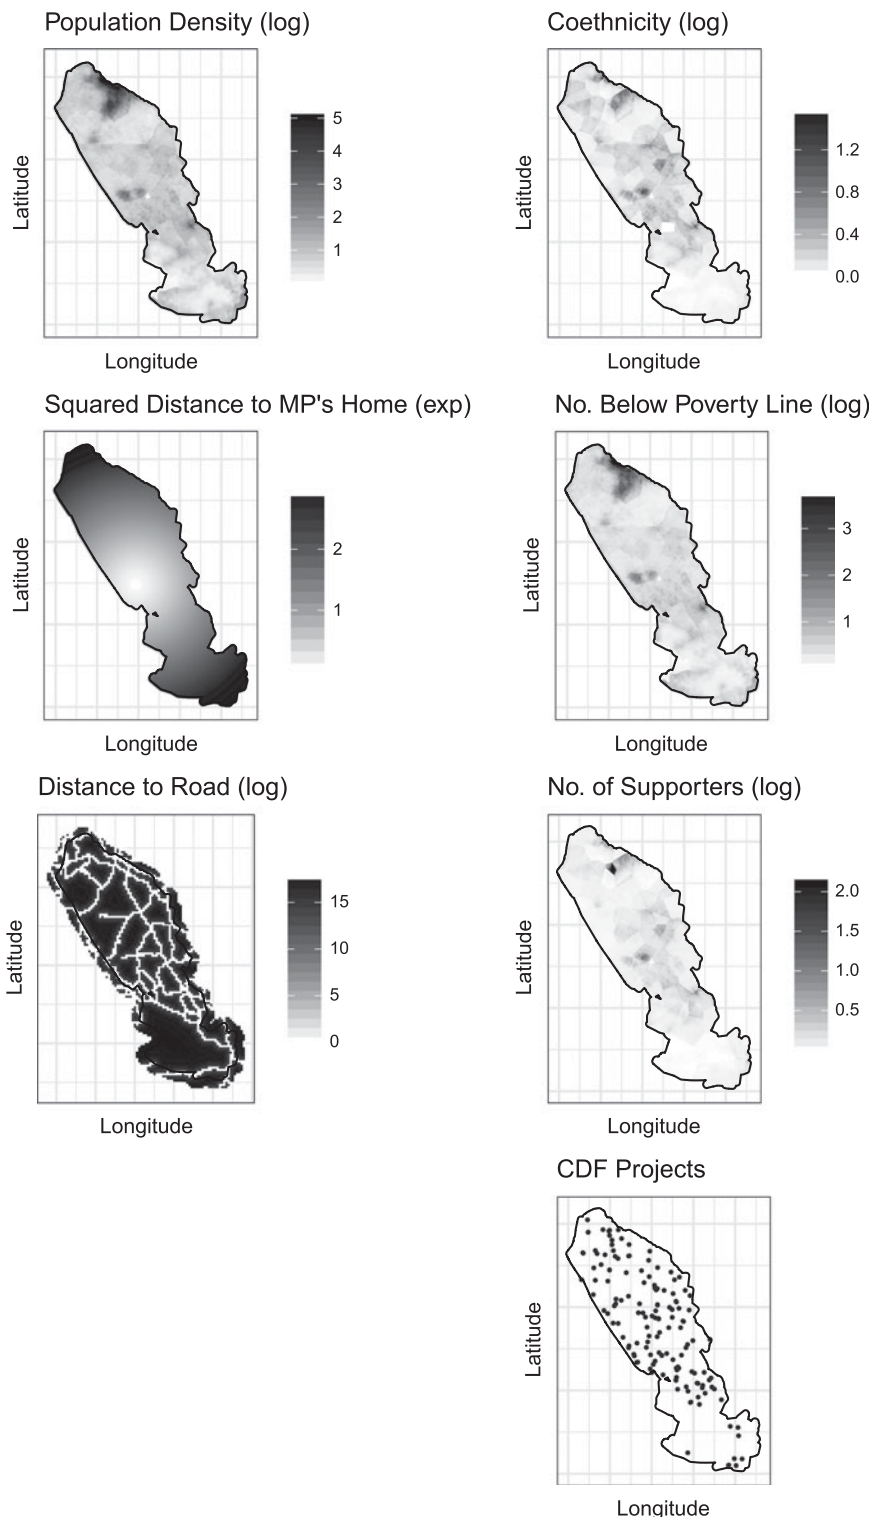 Population Density (log)
Latitude
5
4
3
2
1
Longitude
Coethnicity (log)
Latitude
1.2
0.8
0.4
0.0
Longitude
Squared Distance to MP's Home (exp)
Latitude
2
1
Longitude
No. Below Poverty Line (log)
Latitude
3
2
1
Longitude
Distance to Road (log)
Latitude
15
10
5
0
Longitude
No. of Supporters (log)
Latitude
2.0
1.5
1.0
0.5
Longitude
CDF Projects
Latitude
Longitude